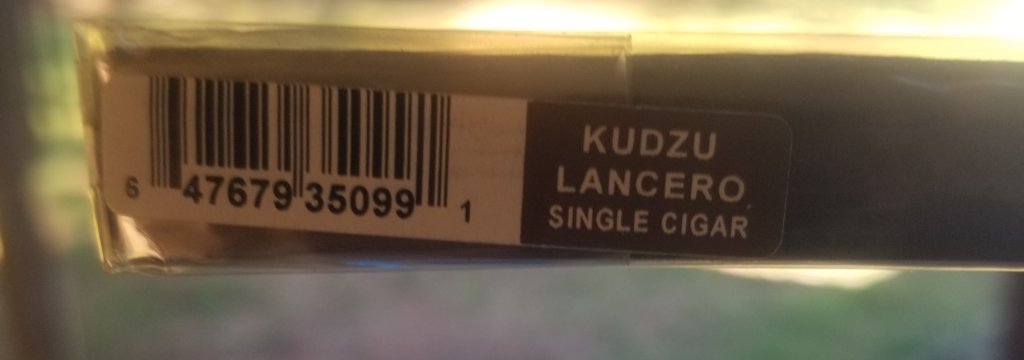 6 47679 35099 1
KUDZU
LANCERO
SINGLE CIGAR